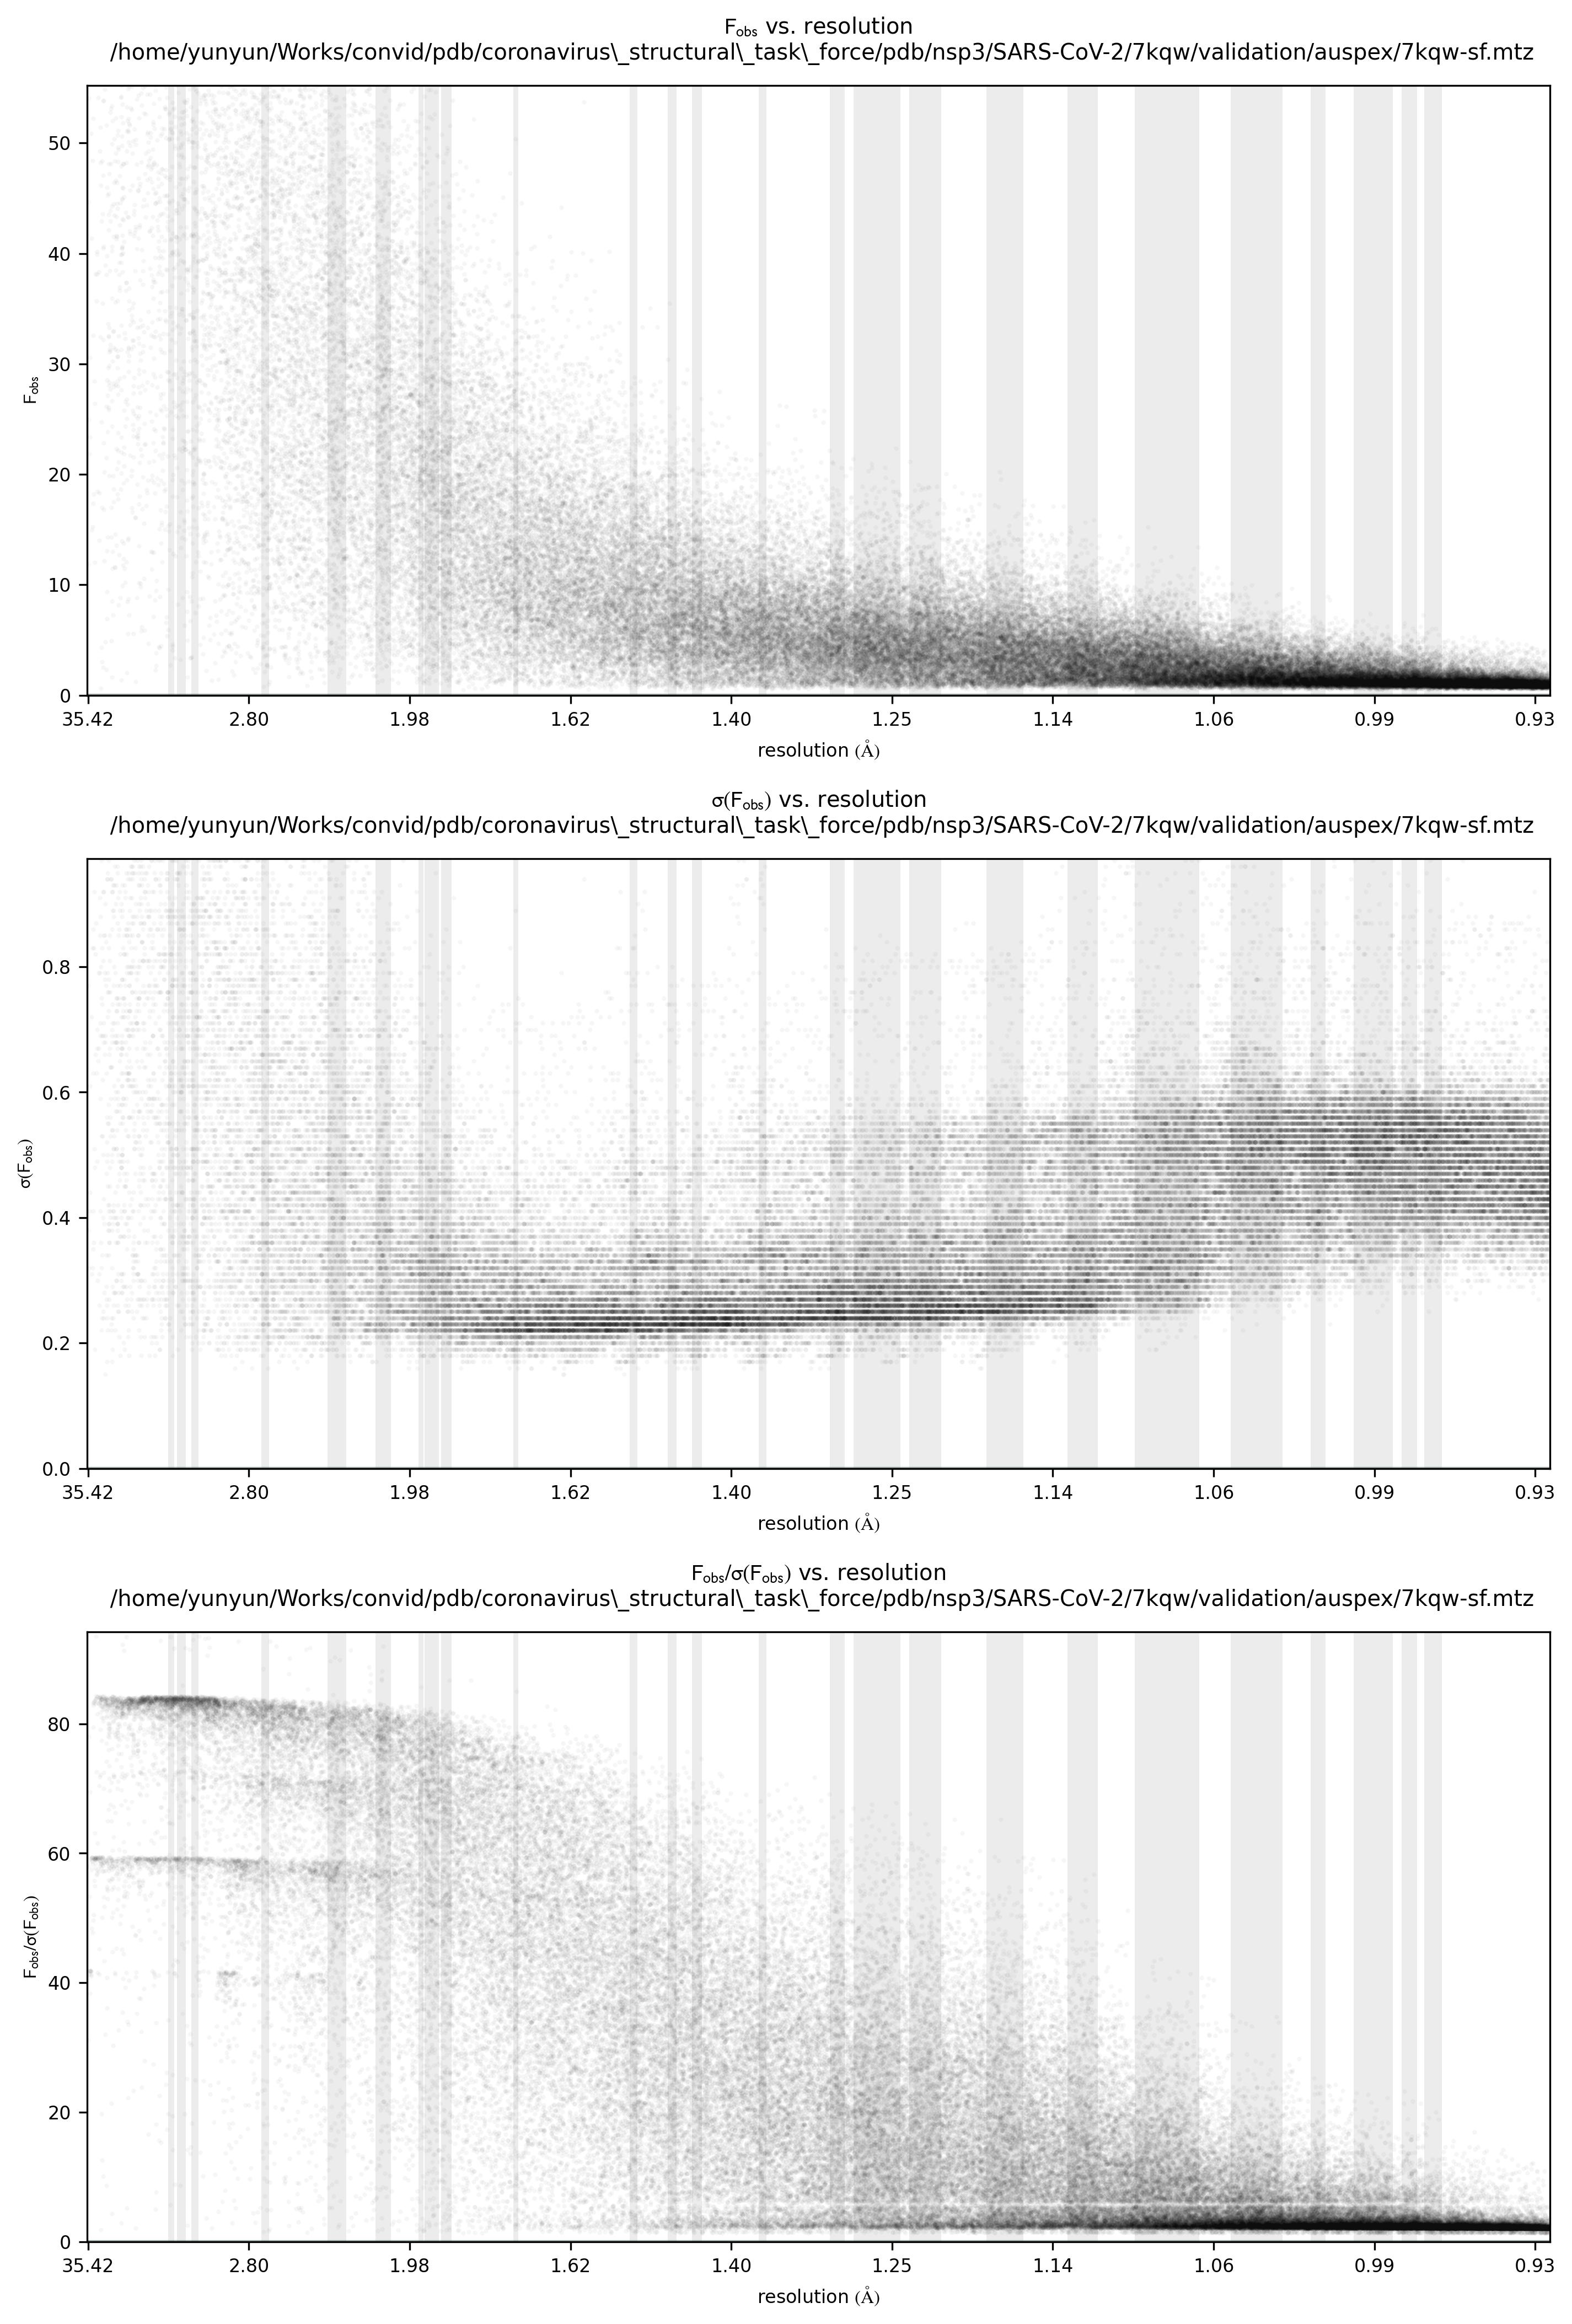 Fobs vs. resolution
/home/yunyun/Works/convid/pdb/coronavirus\_structural\_task\_force/pdb/nsp3/SARS-CoV-2/7kqw/validation/auspex/7kqw-sf.mtz
50
40
30
20
10
0
Fobs
35.42 2.80 1.98 1.62 1.40 1.25 1.14 1.06 0.99 0.93
resolution (Å)
σ(Fobs) vs. resolution
/home/yunyun/Works/convid/pdb/coronavirus\_structural\_task\_force/pdb/nsp3/SARS-CoV-2/7kqw/validation/auspex/7kqw-sf.mtz
0.8
0.6
0.4
0.2
0.0
σ(Fobs)
35.42 2.80 1.98 1.62 1.40 1.25 1.14 1.06 0.99 0.93
resolution (Å)
Fobs/σ(Fobs) vs. resolution
/home/yunyun/Works/convid/pdb/coronavirus\_structural\_task\_force/pdb/nsp3/SARS-CoV-2/7kqw/validation/auspex/7kqw-sf.mtz
80
60
40
20
0
Fobs/σ(Fobs)
35.42 2.80 1.98 1.62 1.40 1.25 1.14 1.06 0.99 0.93
resolution (Å)